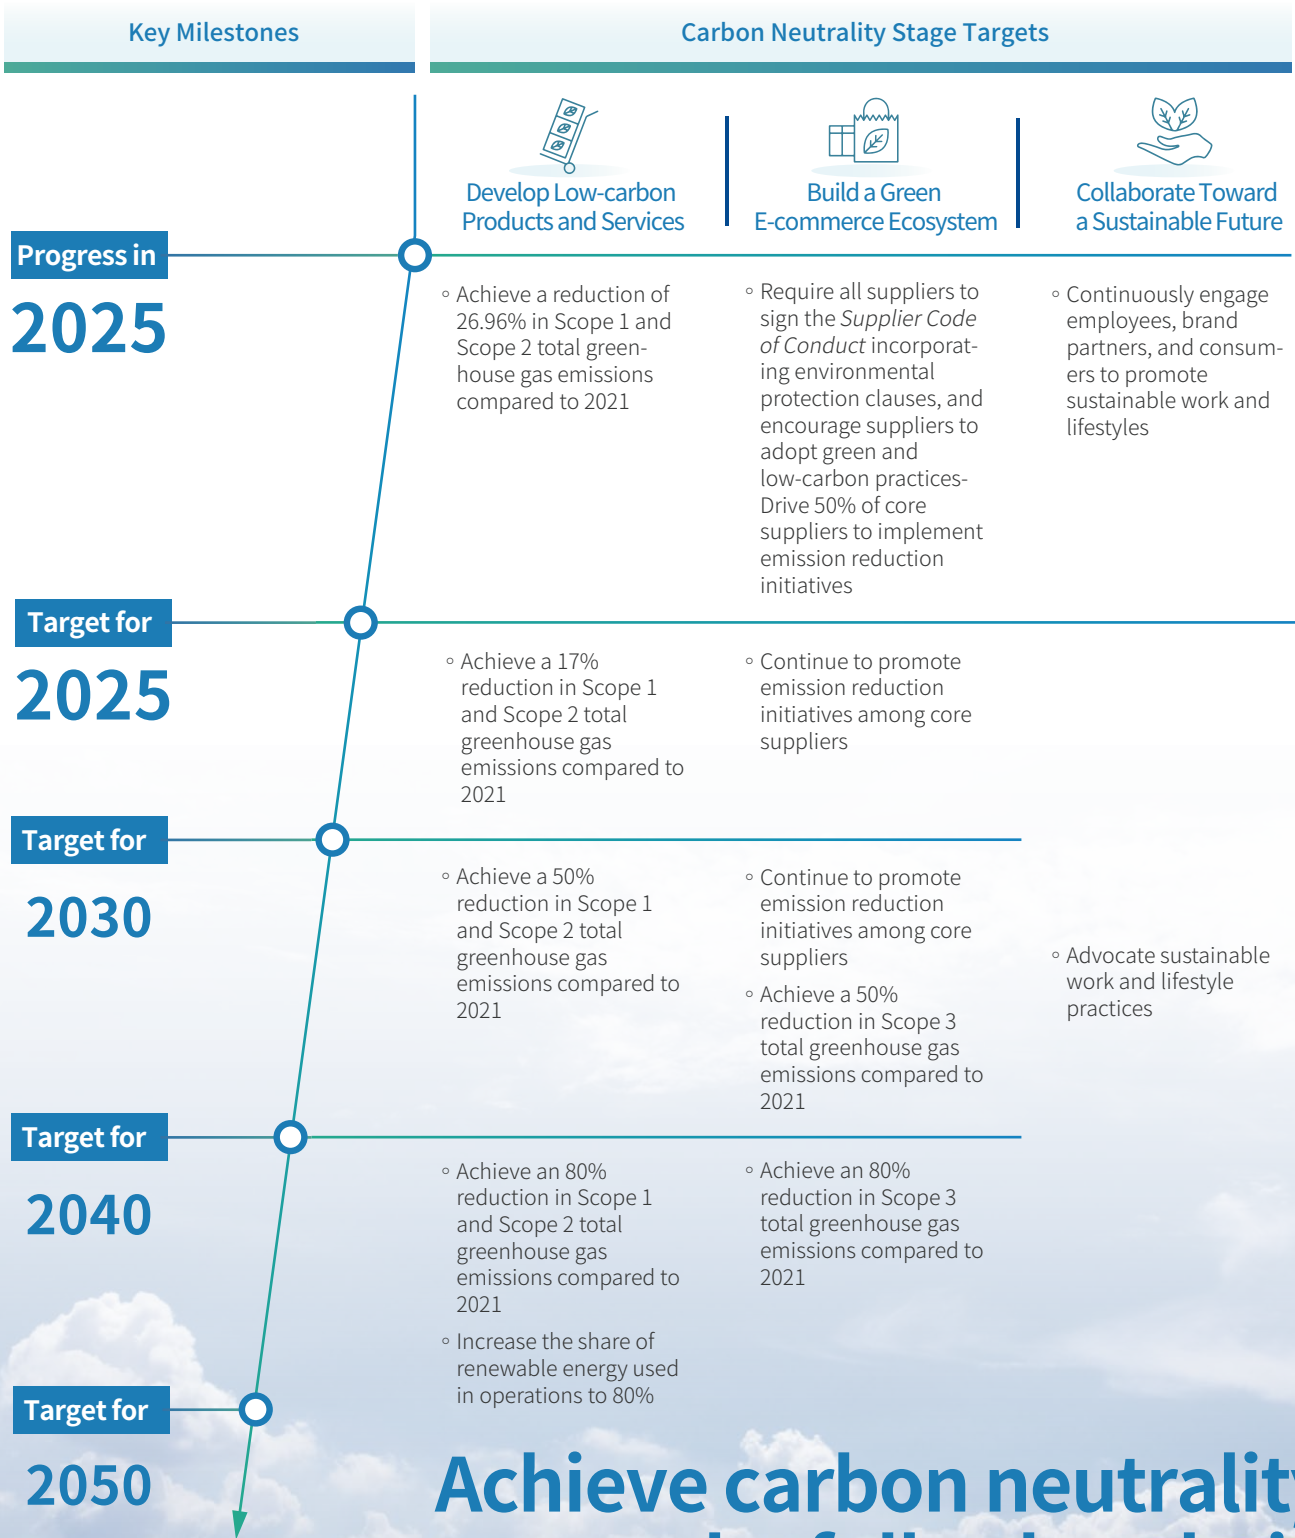 Key Milestones
Carbon Neutrality Stage Targets
Develop Low-carbon
Products and Services
Build a Green
E-commerce Ecosystem
Collaborate Toward
a Sustainable Future
Progress in
2025
◦ Achieve a reduction of
26.96% in Scope 1 and
Scope 2 total green-
house gas emissions
compared to 2021
◦ Require all suppliers to
sign the Supplier Code
of Conduct incorporat-
ing environmental
protection clauses, and
encourage suppliers to
adopt green and
low-carbon practices-
Drive 50% of core
suppliers to implement
emission reduction
initiatives
◦ Continuously engage
employees, brand
partners, and consum-
ers to promote
sustainable work and
lifestyles
Target for
2025
◦ Achieve a 17%
reduction in Scope 1
and Scope 2 total
greenhouse gas
emissions compared to
2021
◦ Continue to promote
emission reduction
initiatives among core
suppliers
Target for
2030
◦ Achieve a 50%
reduction in Scope 1
and Scope 2 total
greenhouse gas
emissions compared to
2021
◦ Continue to promote
emission reduction
initiatives among core
suppliers
◦ Achieve a 50%
reduction in Scope 3
total greenhouse gas
emissions compared to
2021
◦ Advocate sustainable
work and lifestyle
practices
Target for
2040
◦ Achieve an 80%
reduction in Scope 1
and Scope 2 total
greenhouse gas
emissions compared to
2021
◦ Increase the share of
renewable energy used
in operations to 80%
◦ Achieve an 80%
reduction in Scope 3
total greenhouse gas
emissions compared to
2021
Target for
2050
Achieve carbon neutrality